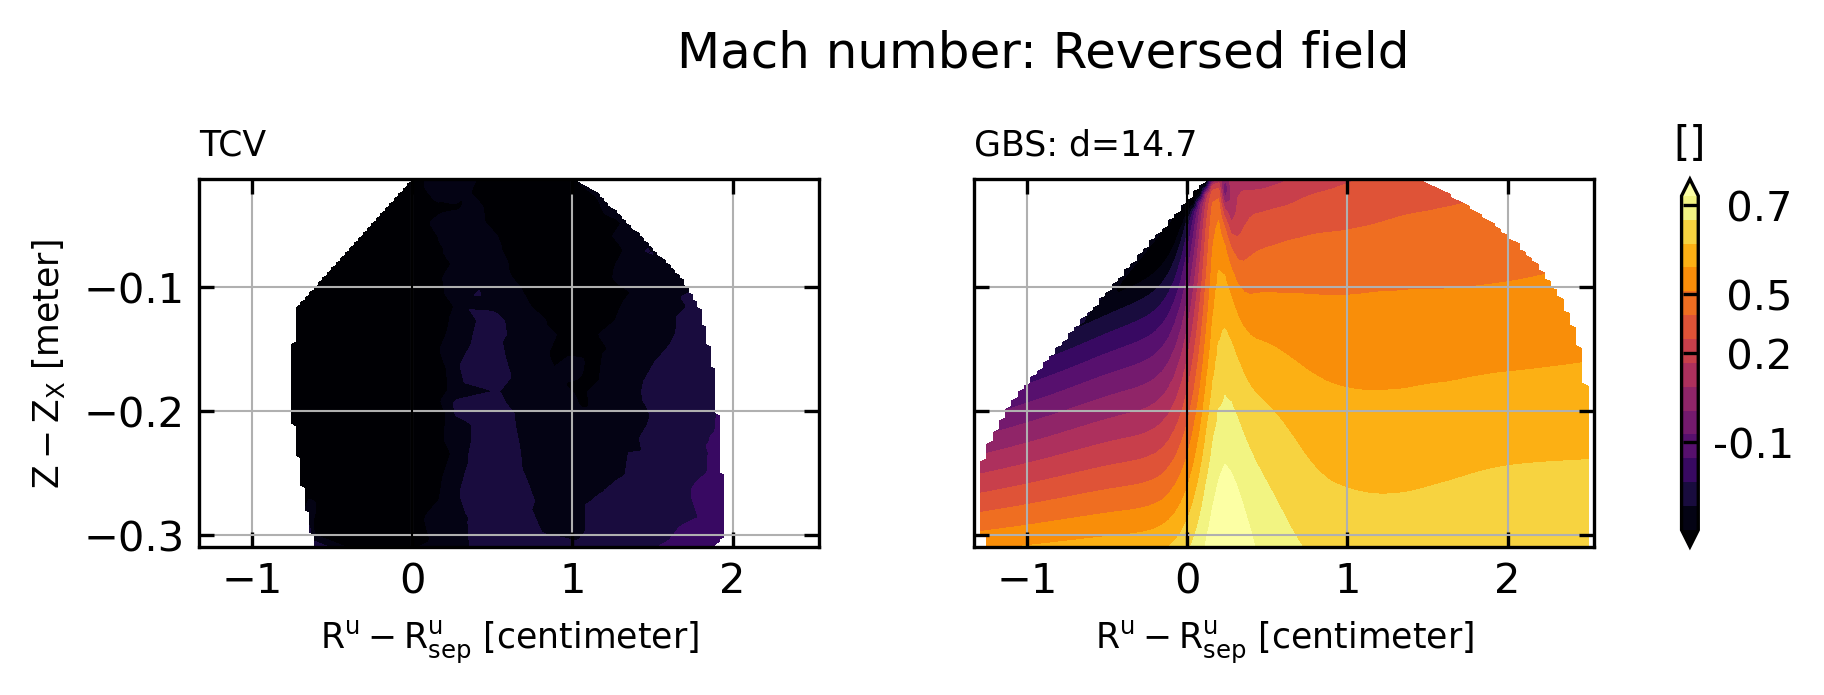 Mach number: Reversed field
TCV
GBS: d=14.7
[]
Z − Z_X [meter]
−0.1
−0.2
−0.3
−1 0 1 2
R^u − R^u_sep [centimeter]
−1 0 1 2
R^u − R^u_sep [centimeter]
0.7
0.5
0.2
-0.1